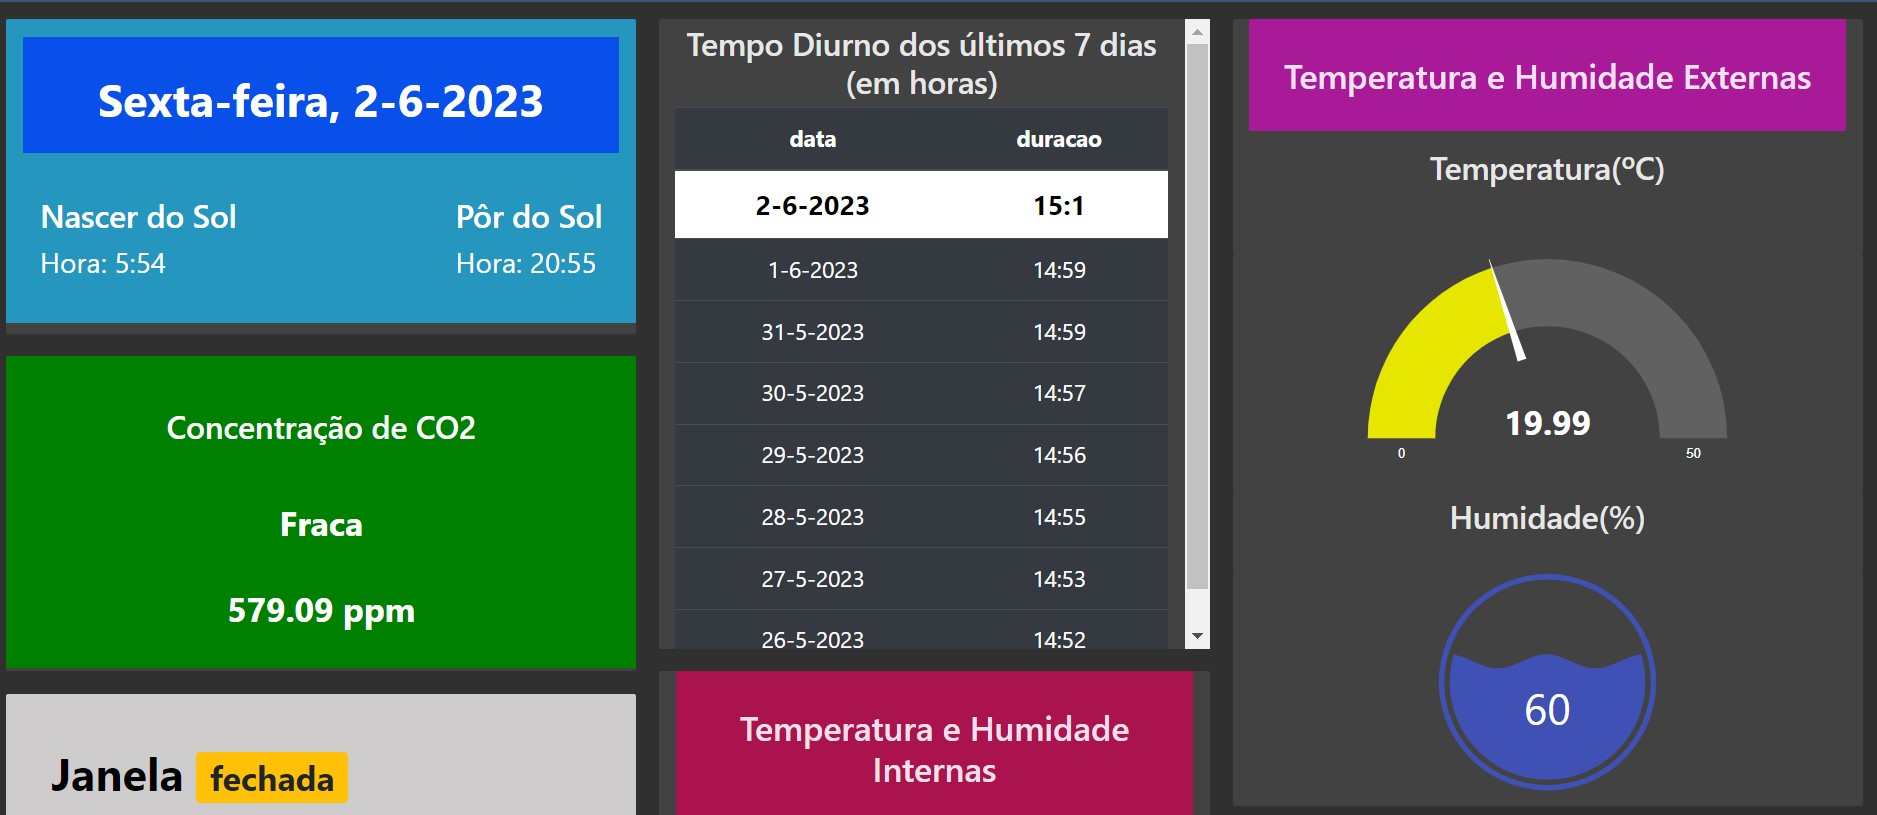 Sexta-feira, 2-6-2023
Nascer do Sol
Hora: 5:54
Pôr do Sol
Hora: 20:55
Concentração de CO2
Fraca
579.09 ppm
Janela fechada
Tempo Diurno dos últimos 7 dias
(em horas)
data duracao
2-6-2023 15:1
1-6-2023 14:59
31-5-2023 14:59
30-5-2023 14:57
29-5-2023 14:56
28-5-2023 14:55
27-5-2023 14:53
26-5-2023 14:52
Temperatura e Humidade
Internas
Temperatura e Humidade Externas
Temperatura(ºC)
19.99
0 50
Humidade(%)
60